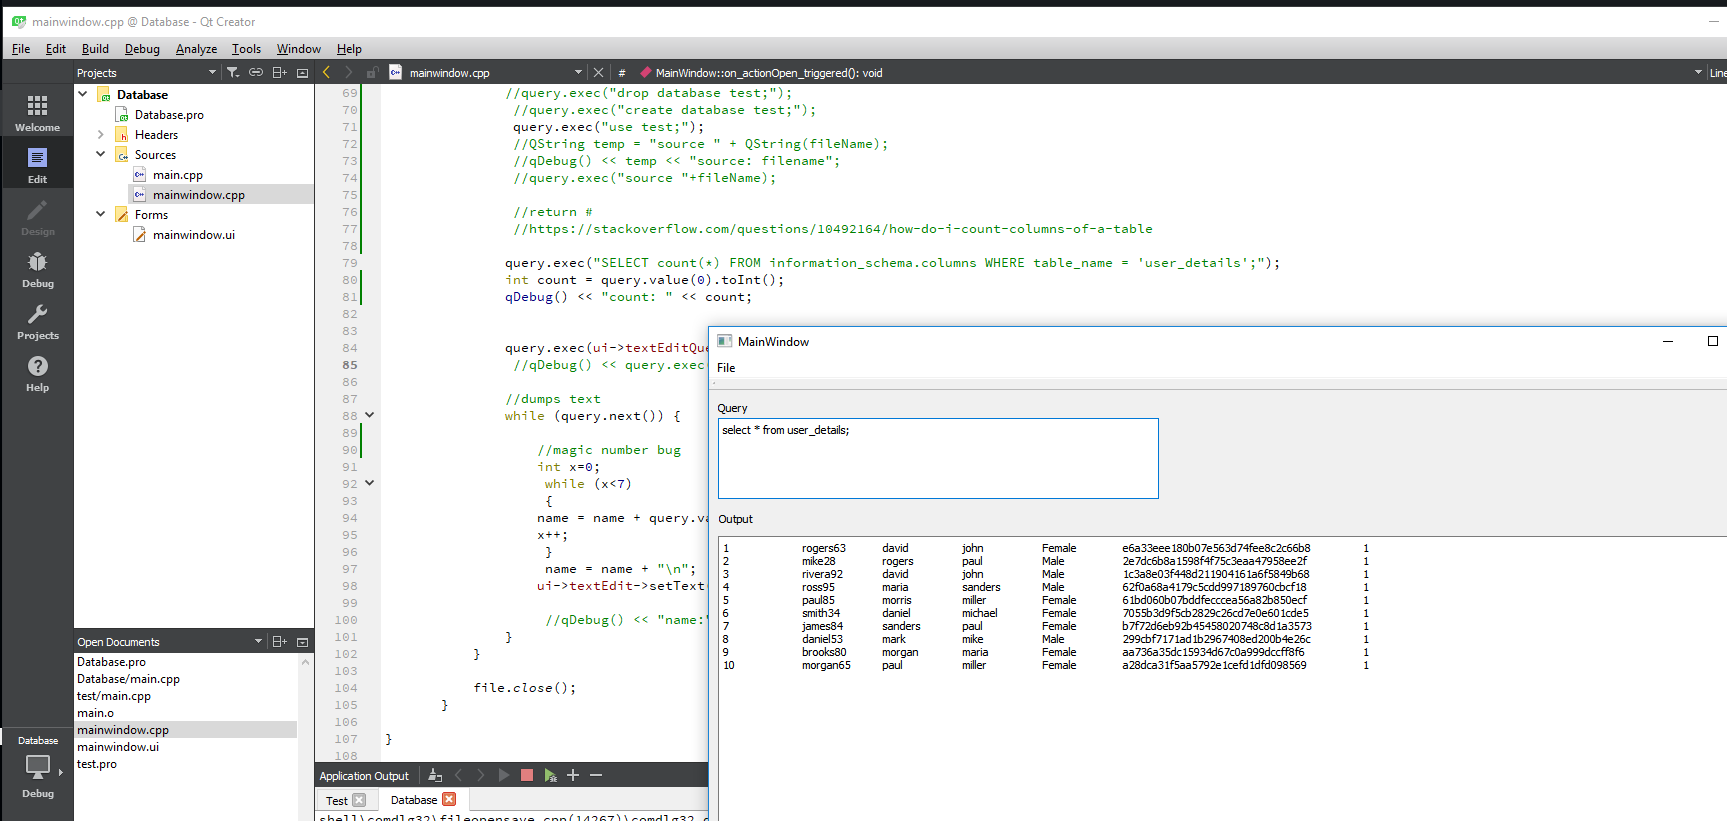 mainwindow.cpp @ Database - Qt Creator
File Edit Build Debug Analyze Tools Window Help
Projects
mainwindow.cpp
#
MainWindow::on_actionOpen_triggered(): void
Line
Welcome
Edit
Design
Debug
Projects
Help
Database
Database.pro
Headers
Sources
main.cpp
mainwindow.cpp
Forms
mainwindow.ui
69 //query.exec("drop database test;");
70 //query.exec("create database test;");
71 query.exec("use test;");
72 //QString temp = "source " + QString(fileName);
73 //qDebug() << temp << "source: filename";
74 //query.exec("source "+fileName);
75
76 //return #
77 //https://stackoverflow.com/questions/10492164/how-do-i-count-columns-of-a-table
78
79 query.exec("SELECT count(*) FROM information_schema.columns WHERE table_name = 'user_details';");
80 int count = query.value(0).toInt();
81 qDebug() << "count: " << count;
82
83
84 query.exec(ui->textEditQue
85 //qDebug() << query.exec
86
87 //dumps text
88 while (query.next()) {
89
90 //magic number bug
91 int x=0;
92 while (x<7)
93 {
94 name = name + query.va
95 x++;
96 }
97 name = name + "\n";
98 ui->textEdit->setText
99
100 //qDebug() << "name:"
101 }
102 }
103
104 file.close();
105 }
106
107 }
108
MainWindow
File
Query
select * from user_details;
Output
1 rogers63 david john Female e6a33eee180b07e563d74fee8c2c66b8 1
2 mike28 rogers paul Male 2e7dc6b8a1598f4f75c3eaa47958ee2f 1
3 rivera92 david john Male 1c3a8e03f448d211904161a6f5849b68 1
4 ross95 maria sanders Male 62f0a68a4179c5cdd997189760cbcf18 1
5 paul85 morris miller Female 61bd060b07bddfecccea56a82b850ecf 1
6 smith34 daniel michael Female 7055b3d9f5cb2829c26cd7e0e601cde5 1
7 james84 sanders paul Female b7f72d6eb92b45458020748c8d1a3573 1
8 daniel53 mark mike Male 299cbf7171ad1b2967408ed200b4e26c 1
9 brooks80 morgan maria Female aa736a35dc15934d67c0a999dccff8f6 1
10 morgan65 paul miller Female a28dca31f5aa5792e1cefd1dfd098569 1
Open Documents
Database.pro
Database/main.cpp
test/main.cpp
main.o
mainwindow.cpp
mainwindow.ui
test.pro
Database
Debug
Application Output
Test
Database
shell\comdlg32\fileopensave.cpp(14267)\comdlg32.d